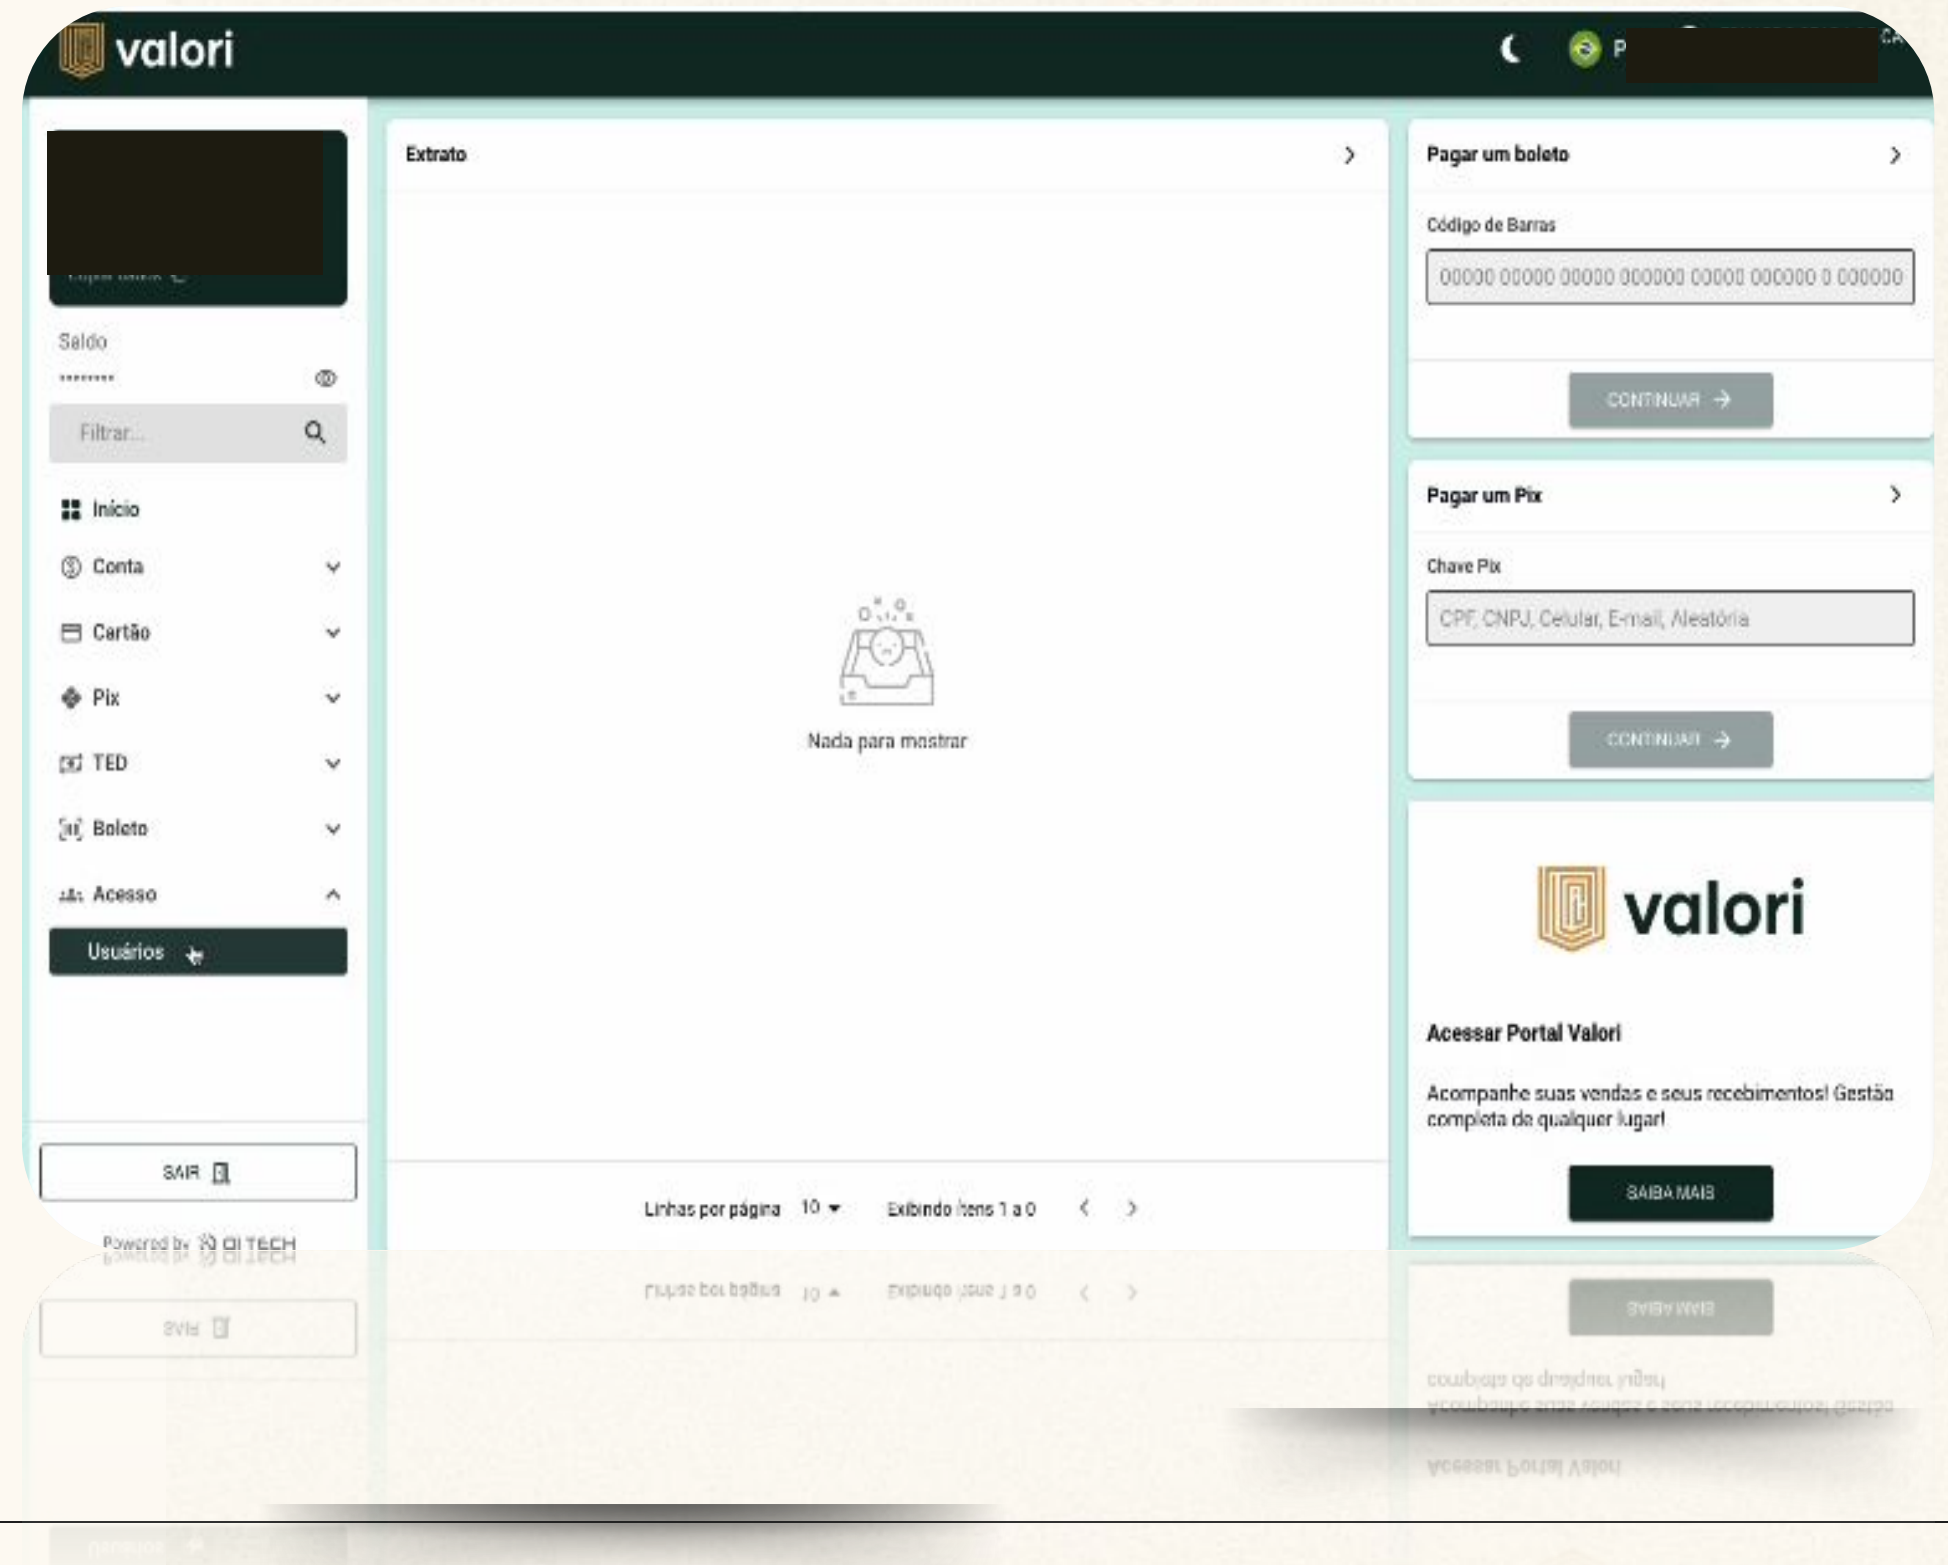 valori
Extrato
Nada para mostrar
Linhas por página 10 Exibindo itens 1 a 0
Saldo
••••••••
Filtrar...
Início
Conta
Cartão
Pix
TED
Boleto
Acesso
Usuários
SAIR
Powered by QI TECH
Pagar um boleto
Código de Barras
00000 00000 00000 000000 00000 000000 0 000000
CONTINUAR
Pagar um Pix
Chave Pix
CPF, CNPJ, Celular, E-mail, Aleatória
CONTINUAR
valori
Acessar Portal Valori
Acompanhe suas vendas e seus recebimentos! Gestão
completa de qualquer lugar!
SAIBA MAIS